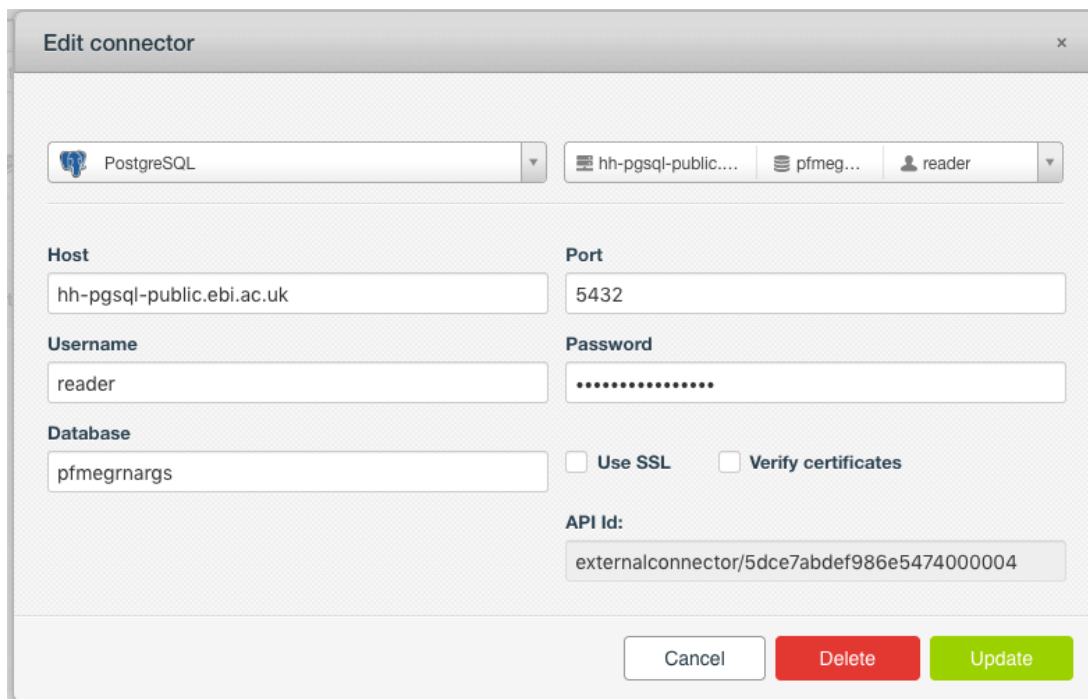 Edit connector ×
PostgreSQL hh-pgsql-public.... pfmeg... reader
Host Port
hh-pgsql-public.ebi.ac.uk 5432
Username Password
reader ••••••••••••••••
Database
pfmegrnargs
Use SSL Verify certificates
API Id:
externalconnector/5dce7abdef986e5474000004
Cancel Delete Update